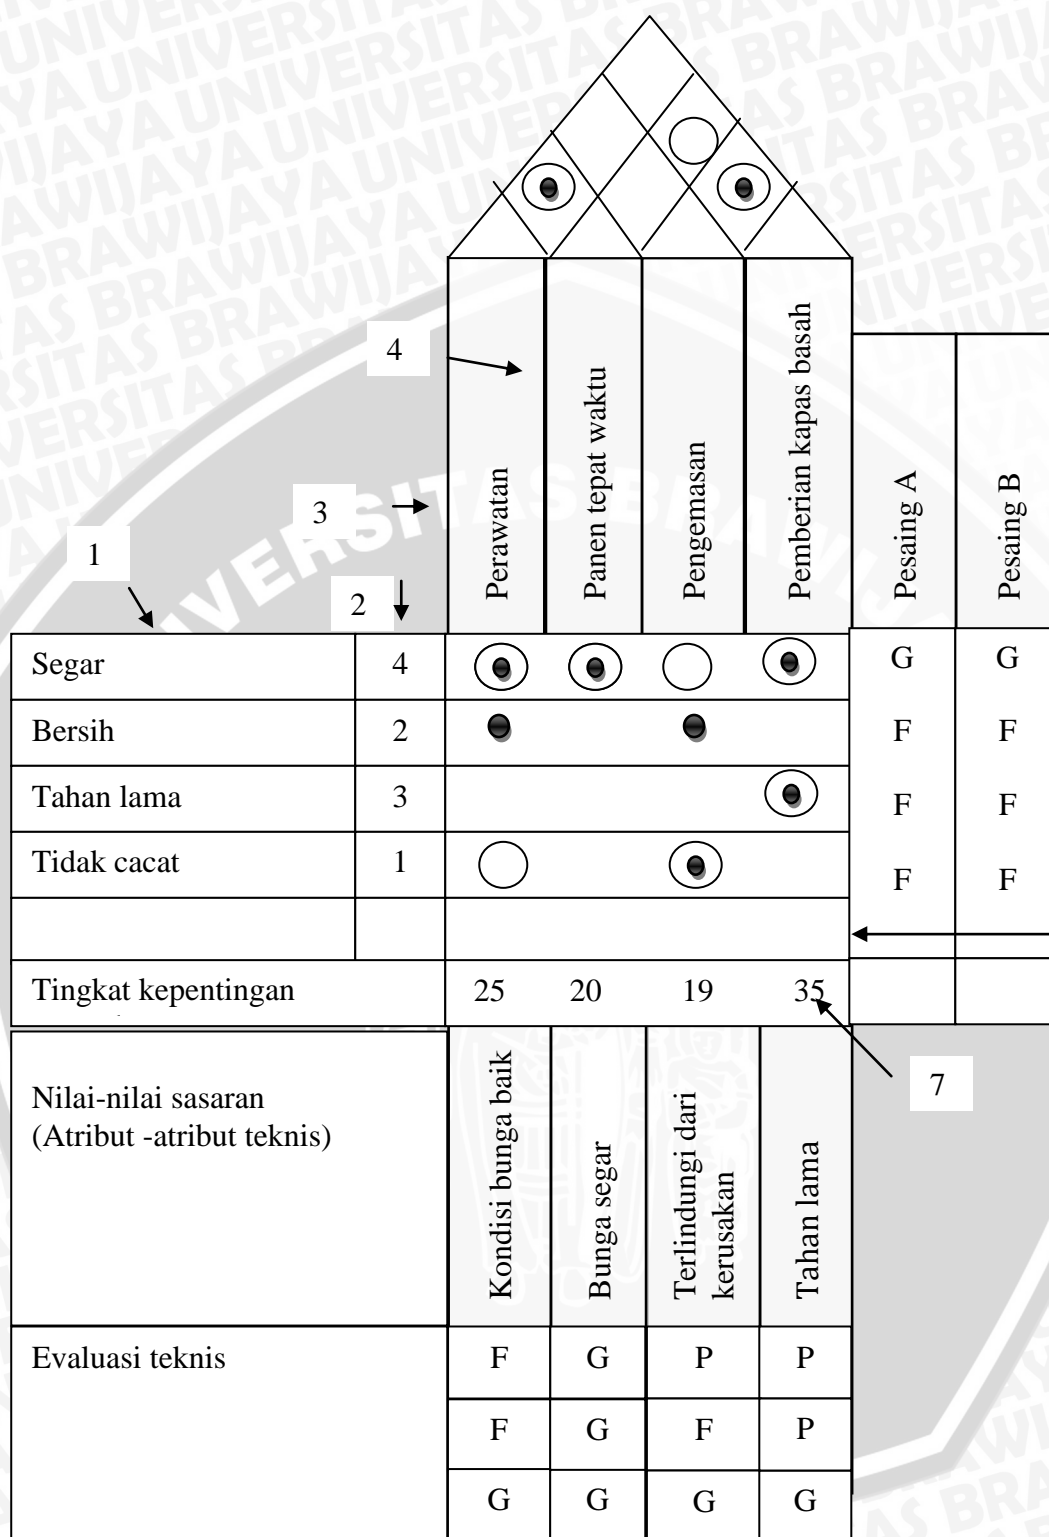 4
Perawatan
Panen tepat waktu
Pengemasan
Pemberian kapas basah
Pesaing A
Pesaing B
3
1
2
Segar 4 G G
Bersih 2 F F
Tahan lama 3 F F
Tidak cacat 1 F F
Tingkat kepentingan 25 20 19 35
7
Nilai-nilai sasaran
(Atribut -atribut teknis)
Kondisi bunga baik
Bunga segar
Terlindungi dari
kerusakan
Tahan lama
Evaluasi teknis F G P P
F G F P
G G G G